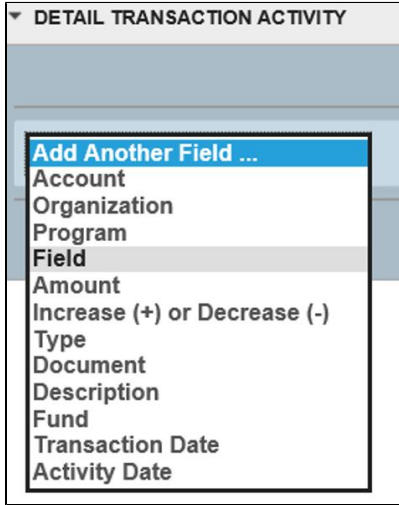 DETAIL TRANSACTION ACTIVITY
Add Another Field ...
Account
Organization
Program
Field
Amount
Increase (+) or Decrease (-)
Type
Document
Description
Fund
Transaction Date
Activity Date